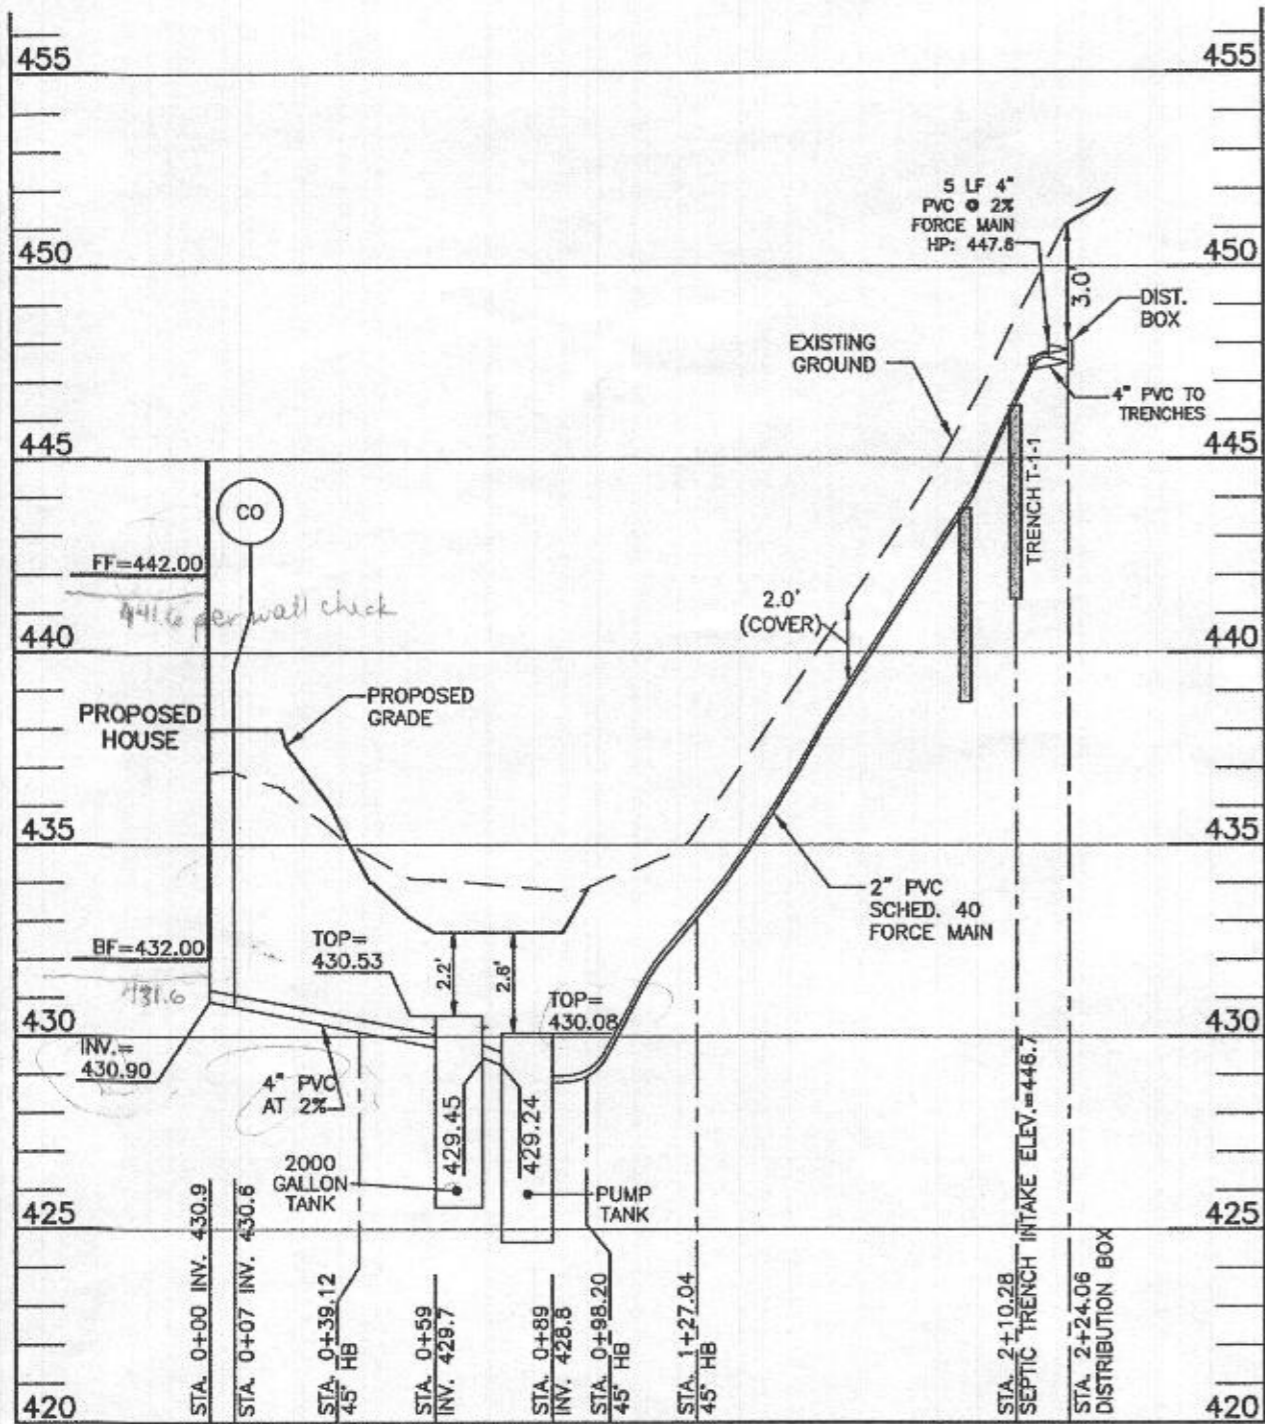 455
455
5 LF 4"
PVC @ 2%
FORCE MAIN
HP: 447.8
450
450
3.0'
DIST.
BOX
EXISTING
GROUND
4" PVC TO
TRENCHES
445
445
CO
TRENCH T-1-1
FF=442.00
441.6 per wall check
2.0'
(COVER)
440
440
PROPOSED
GRADE
PROPOSED
HOUSE
435
435
2" PVC
SCHED. 40
FORCE MAIN
BF=432.00
431.6
TOP=
430.53
2.2'
2.6'
TOP=
430.08
430
430
INV.=
430.90
4" PVC
AT 2%
429.45
429.24
2000
GALLON
TANK
PUMP
TANK
425
425
STA. 0+00 INV. 430.9
STA. 0+07 INV. 430.6
STA. 0+39.12
45° HB
STA. 0+59
INV. 429.7
STA. 0+89
INV. 428.8
STA. 0+98.20
45° HB
STA. 1+27.04
45° HB
STA. 2+10.28
SEPTIC TRENCH INTAKE ELEV.=446.7
STA. 2+24.06
DISTRIBUTION BOX
420
420